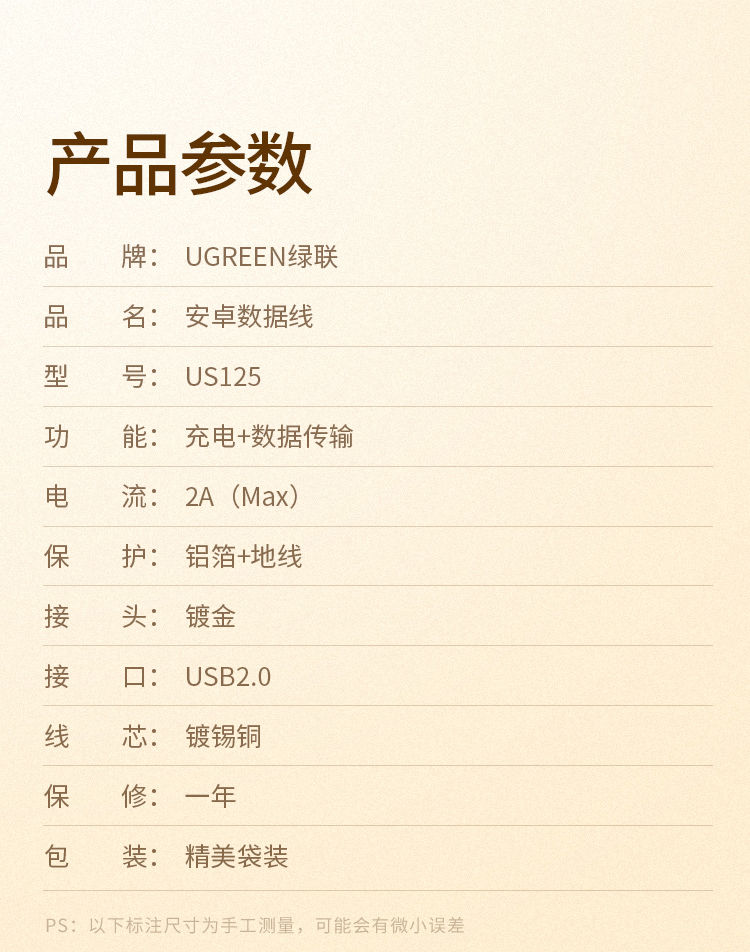 产品参数
品 牌： UGREEN绿联
品 名： 安卓数据线
型 号： US125
功 能： 充电+数据传输
电 流： 2A（Max）
保 护： 铝箔+地线
接 头： 镀金
接 口： USB2.0
线 芯： 镀锡铜
保 修： 一年
包 装： 精美袋装
PS：以下标注尺寸为手工测量，可能会有微小误差